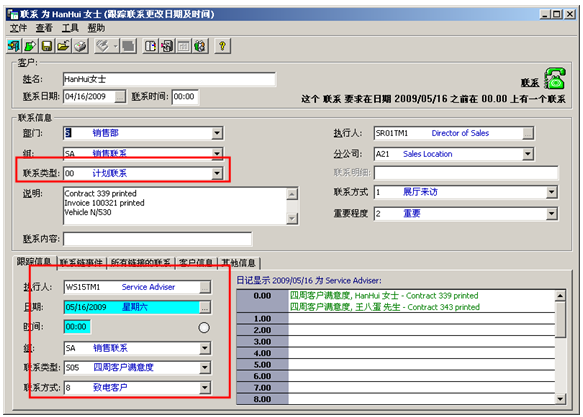 联系 为 HanHui 女士 (跟踪联系更改日期及时间)
文件 查看 工具 帮助
客户:
姓名: HanHui女士
联系日期: 04/16/2009 联系时间: 00:00
联系
这个 联系 要求在日期 2009/05/16 之前在 00.00 上有一个联系
联系信息
部门: S 销售部 执行人: SR01TM1 Director of Sales
组: SA 销售联系 分公司: A21 Sales Location
联系类型: 00 计划联系 联系明细:
说明: Contract 339 printed
Invoice 100321 printed
Vehicle N/530
联系方式 1 展厅来访
重要程度 2 重要
联系内容:
跟踪信息 联系链事件 所有链接的联系 客户信息 其他信息
执行人: WS15TM1 Service Adviser
日期: 05/16/2009 星期六
时间: 00:00
组: SA 销售联系
联系类型: S05 四周客户满意度
联系方式: 8 致电客户
日记显示 2009/05/16 为 Service Adviser:
0.00 四周客户满意度, HanHui 女士 - Contract 339 printed
四周客户满意度, 王八蛋 先生 - Contract 343 printed
1.00
2.00
3.00
4.00
5.00
6.00
7.00
8.00